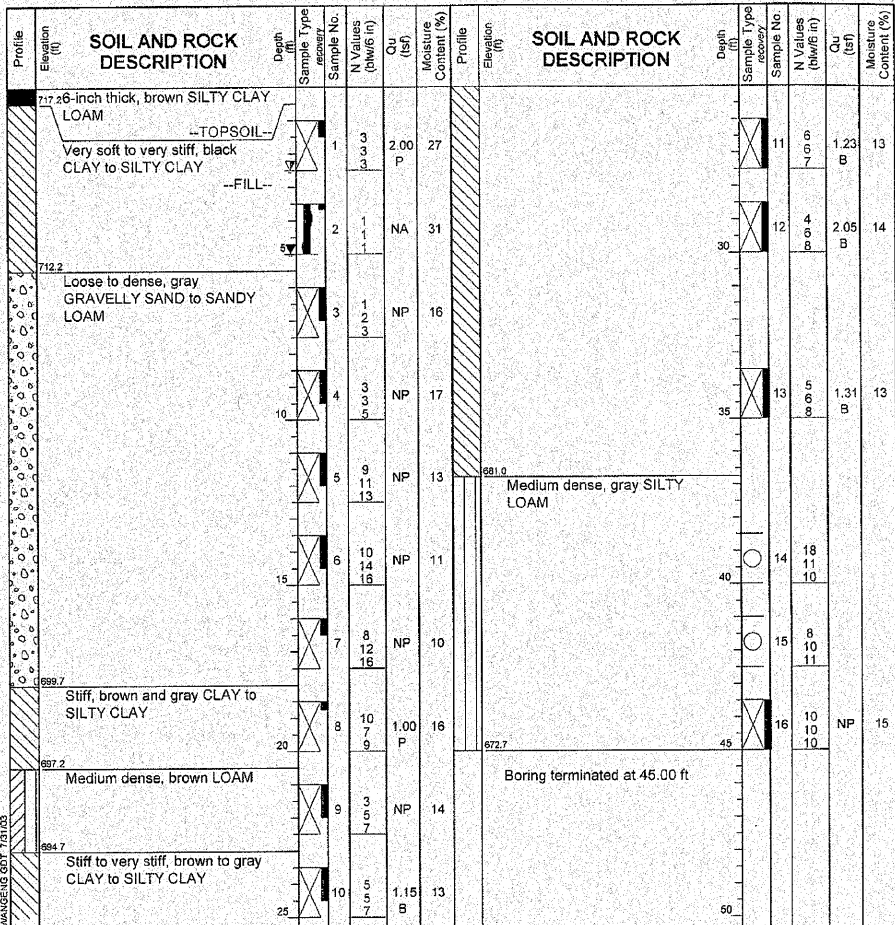 Profile
Elevation (ft)
SOIL AND ROCK DESCRIPTION
Depth (ft)
Sample Type
recovery
Sample No.
N Values (blw/6 in)
Qu (tsf)
Moisture Content (%)
717.2 6-inch thick, brown SILTY CLAY
LOAM
--TOPSOIL--
Very soft to very stiff, black
CLAY to SILTY CLAY
--FILL--
1 3 3 3 2.00 P 27
2 1 1 1 NA 31
5
712.2
Loose to dense, gray
GRAVELLY SAND to SANDY
LOAM
3 1 2 3 NP 16
4 3 3 5 NP 17
10
5 9 11 13 NP 13
6 10 14 16 NP 11
15
7 8 12 16 NP 10
699.7
Stiff, brown and gray CLAY to
SILTY CLAY
8 10 7 9 1.00 P 16
20
697.2
Medium dense, brown LOAM
9 3 5 7 NP 14
694.7
Stiff to very stiff, brown to gray
CLAY to SILTY CLAY
10 5 5 7 1.15 B 13
25
WANGENG.GDT 7/31/03
Profile
Elevation (ft)
SOIL AND ROCK DESCRIPTION
Depth (ft)
Sample Type
recovery
Sample No.
N Values (blw/6 in)
Qu (tsf)
Moisture Content (%)
11 6 6 7 1.23 B 13
12 4 6 8 2.05 B 14
30
13 5 6 8 1.31 B 13
35
681.0
Medium dense, gray SILTY
LOAM
14 18 11 10
40
15 8 10 11
16 10 10 10 NP 15
672.7
45
Boring terminated at 45.00 ft
50